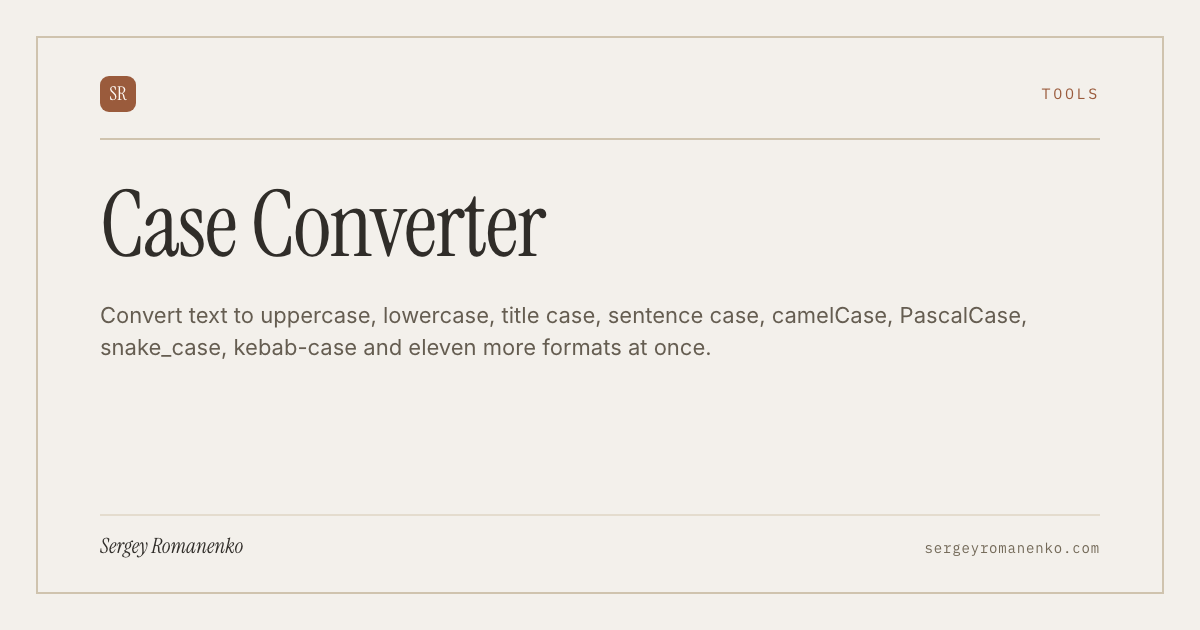 SR
TOOLS
Case Converter
Convert text to uppercase, lowercase, title case, sentence case, camelCase, PascalCase,
snake_case, kebab-case and eleven more formats at once.
Sergey Romanenko
sergeyromanenko.com